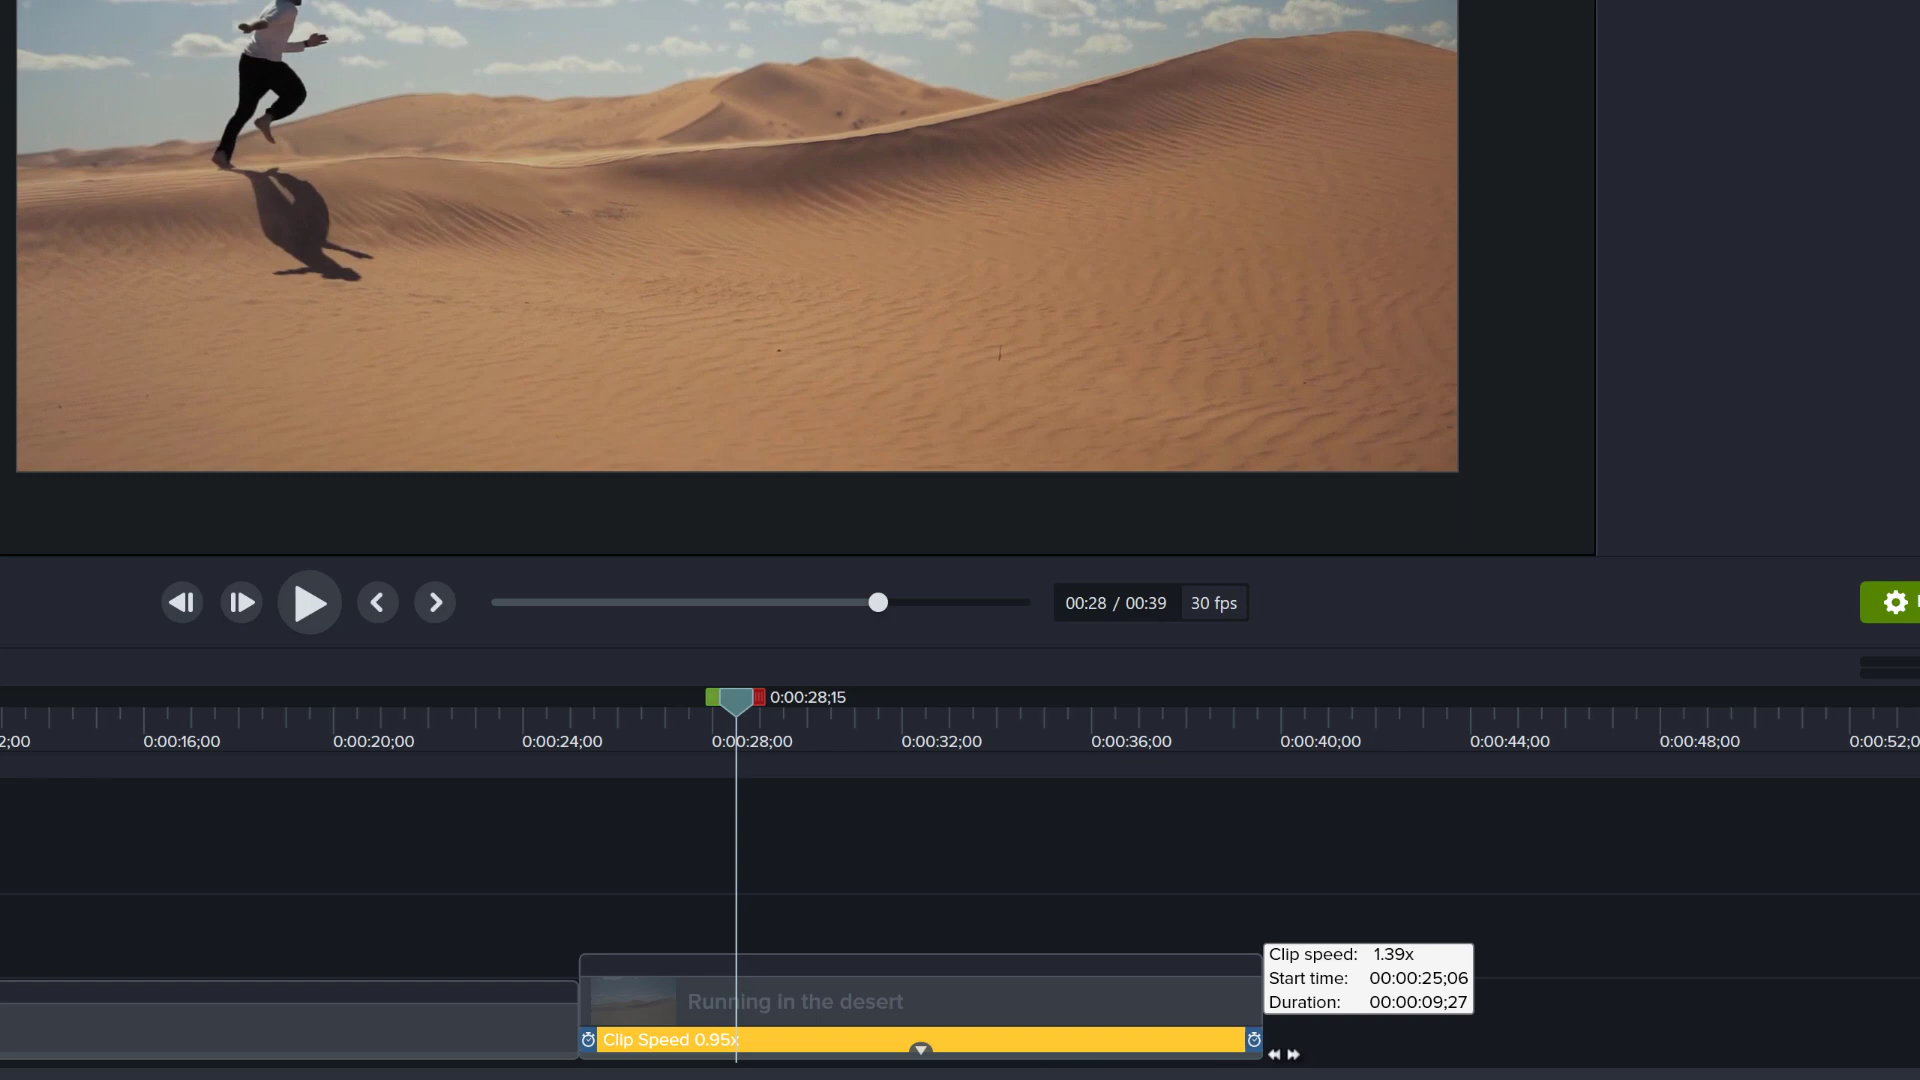 00:28 / 00:39 30 fps
0:00:28;15
2;00 0:00:16;00 0:00:20;00 0:00:24;00 0:00:28;00 0:00:32;00 0:00:36;00 0:00:40;00 0:00:44;00 0:00:48;00 0:00:52;0
Clip speed: 1.39x
Start time: 00:00:25;06
Duration: 00:00:09;27
Running in the desert
Clip Speed 0.95x